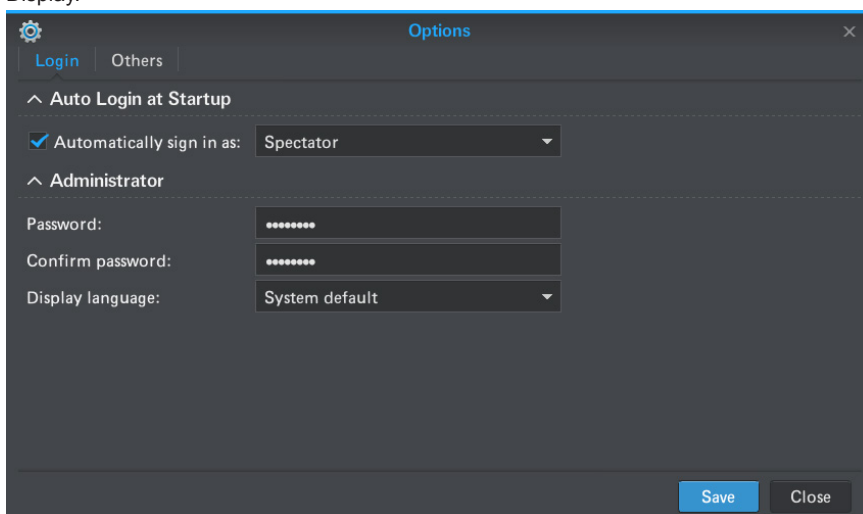 Display.
Options
Login Others
Auto Login at Startup
Automatically sign in as: Spectator
Administrator
Password: ••••••••
Confirm password: ••••••••
Display language: System default
Save Close